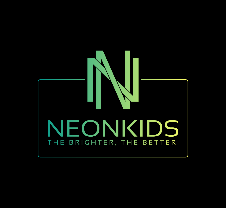 N
NEONKIDS
THE BRIGHTER, THE BETTER